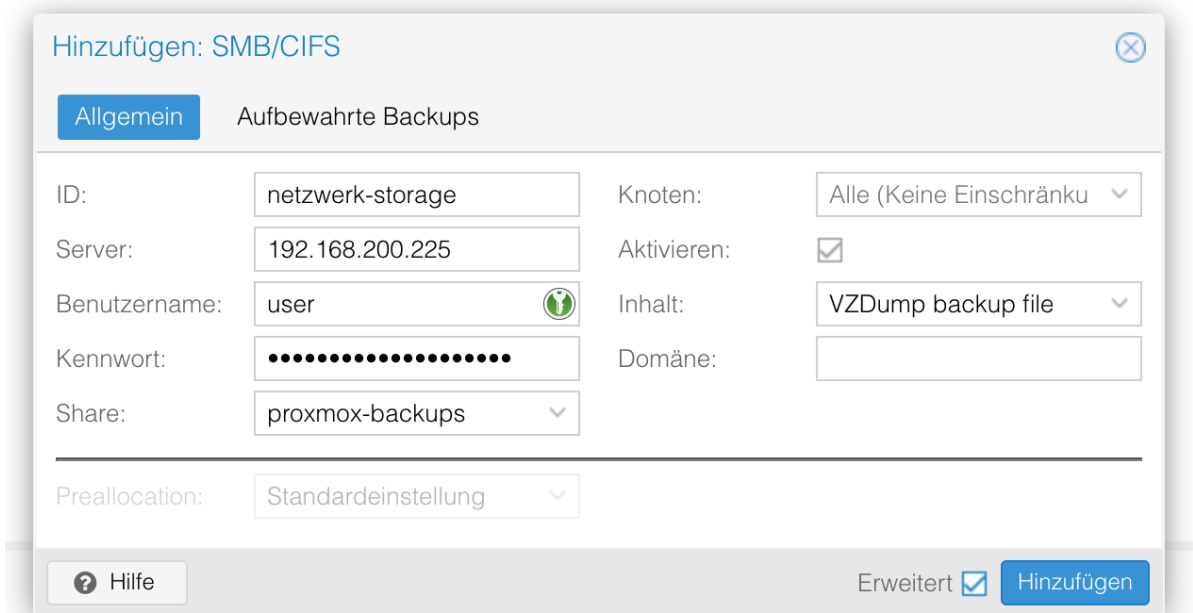 Hinzufügen: SMB/CIFS
Allgemein Aufbewahrte Backups
ID: netzwerk-storage Knoten: Alle (Keine Einschränku
Server: 192.168.200.225 Aktivieren:
Benutzername: user Inhalt: VZDump backup file
Kennwort: •••••••••••••••••••• Domäne:
Share: proxmox-backups
Preallocation: Standardeinstellung
Hilfe Erweitert Hinzufügen